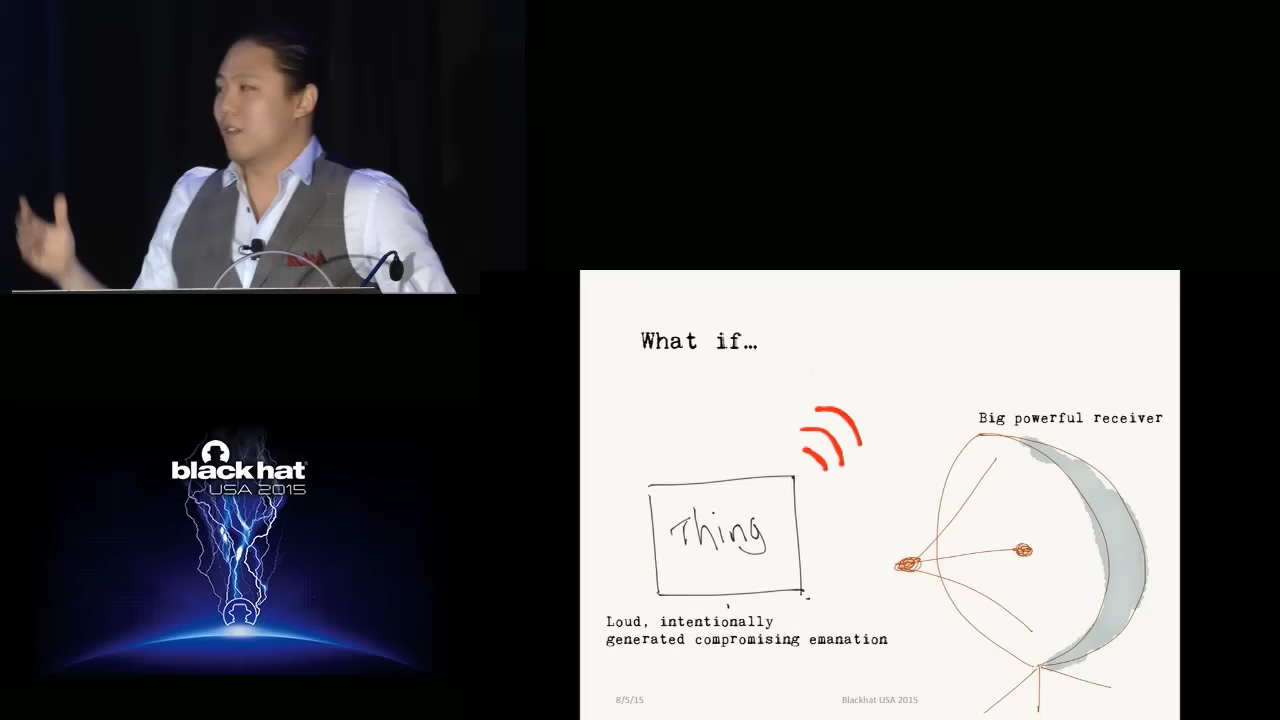 What if…
Big powerful receiver
Thing
Loud, intentionally
generated compromising emanation
8/5/15
Blackhat USA 2015
black hat
USA 2015